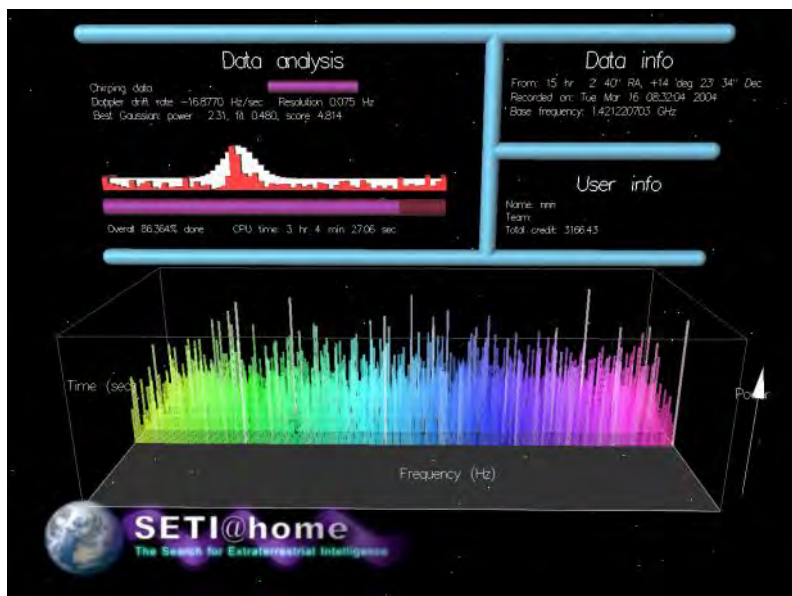 Data analysis
Chirping data
Doppler drift rate -16.8770 Hz/sec Resolution 0.075 Hz
Best Gaussian: power 2.31, fit 0.480, score 4.814
Overall 86.364% done CPU time: 3 hr 4 min 27.06 sec
Data info
From: 15 hr 2' 40" RA, +14 deg 23' 34" Dec
Recorded on: Tue Mar 16 08:32:04 2004
Base frequency: 1.421220703 GHz
User info
Name: nnn
Team:
Total credit: 3166.43
Time (sec)
Power
Frequency (Hz)
SETI@home
The Search for Extraterrestrial Intelligence